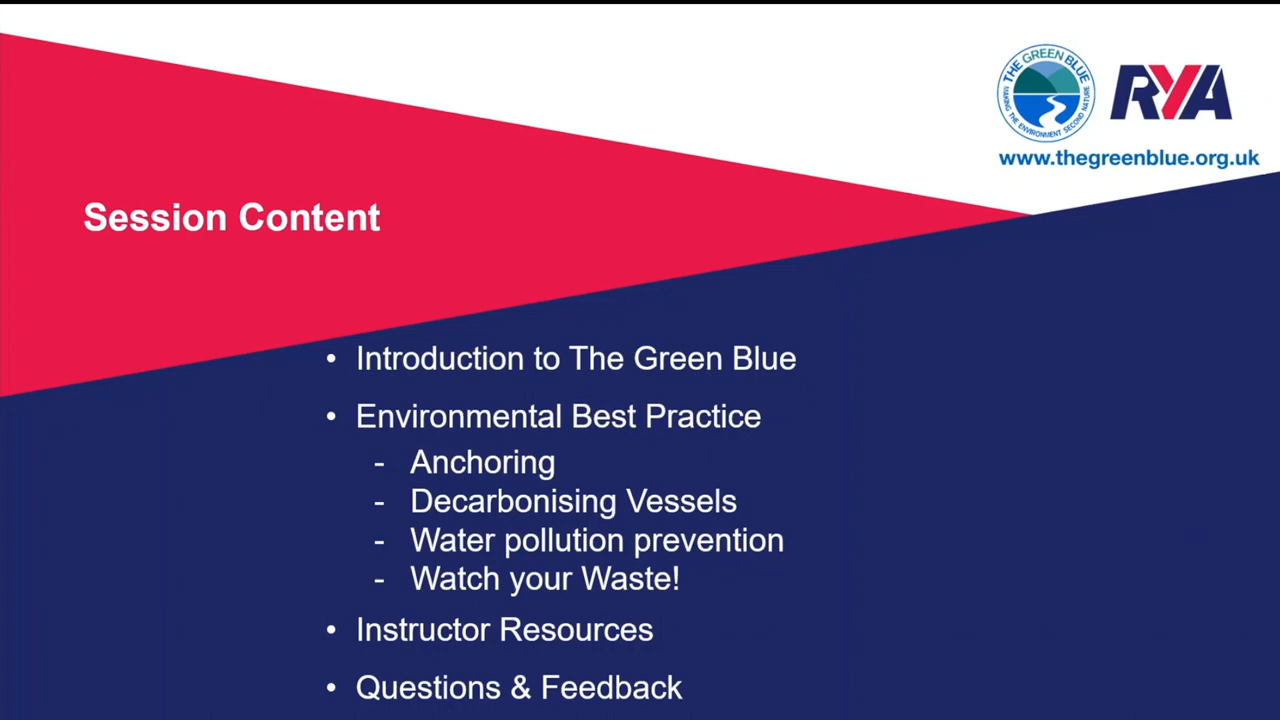 THE GREEN BLUE
MAKING THE ENVIRONMENT SECOND NATURE
RYA
www.thegreenblue.org.uk
Session Content
• Introduction to The Green Blue
• Environmental Best Practice
- Anchoring
- Decarbonising Vessels
- Water pollution prevention
- Watch your Waste!
• Instructor Resources
• Questions & Feedback